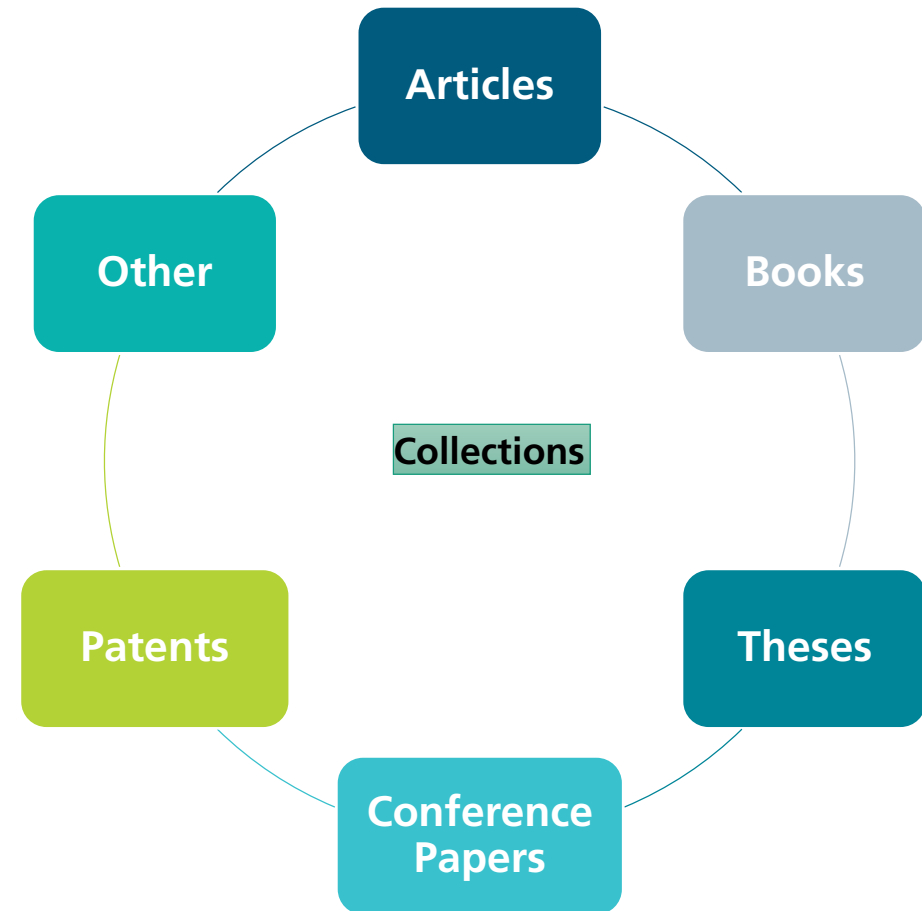 Articles
Other
Books
Collections
Patents
Theses
Conference
Papers